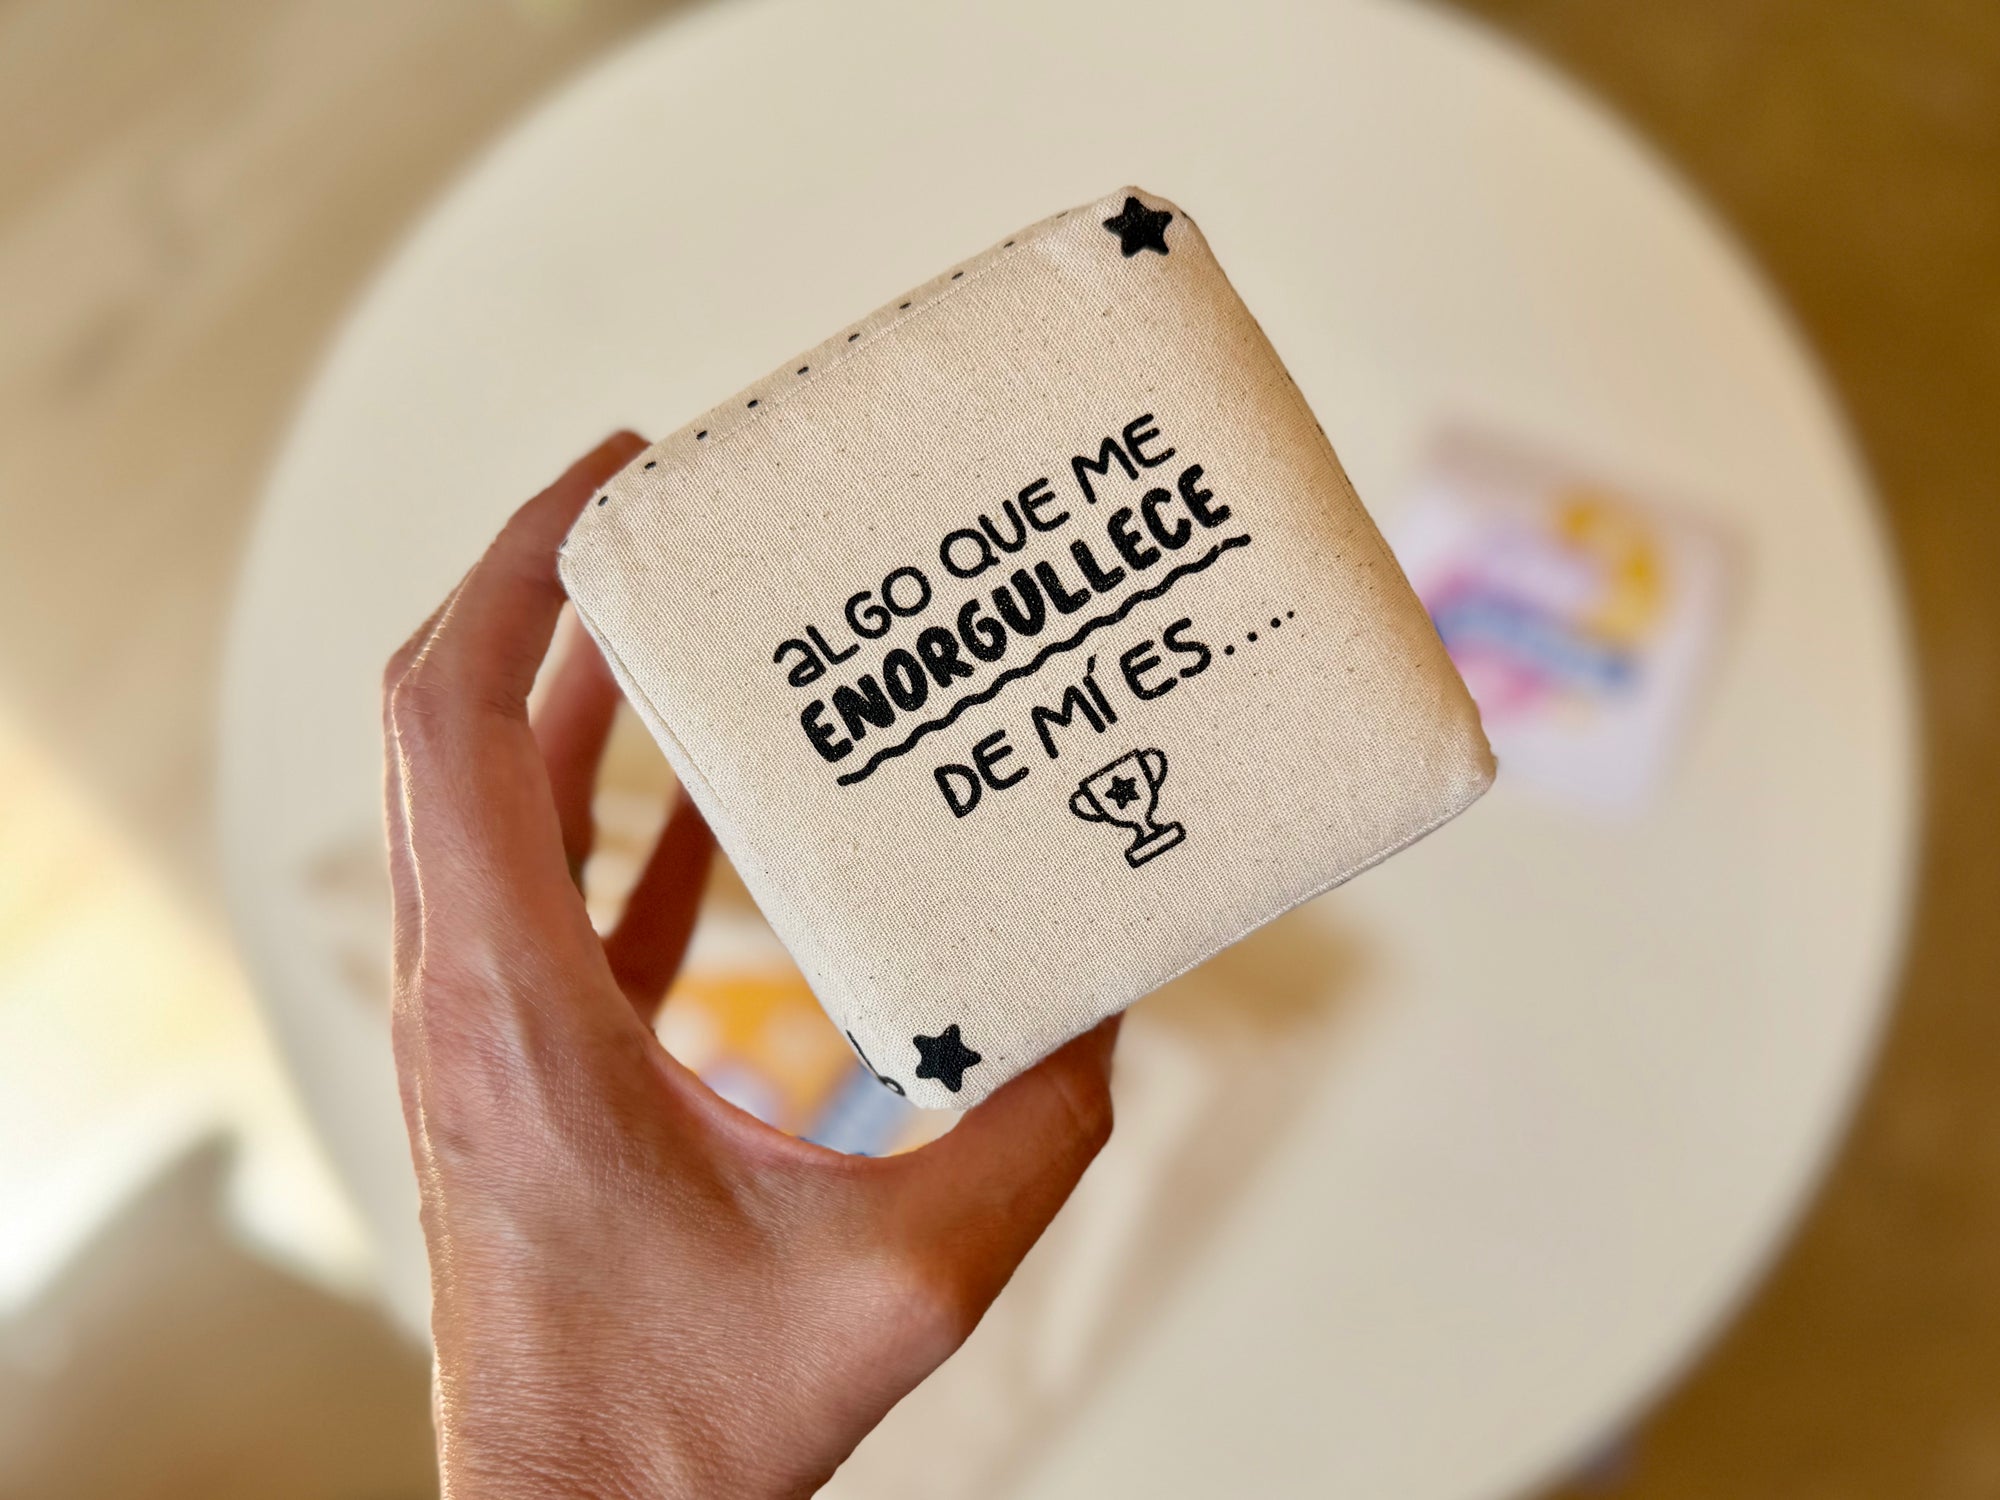 ALGO QUE ME
ENORGULLECE
DE MÍ ES....